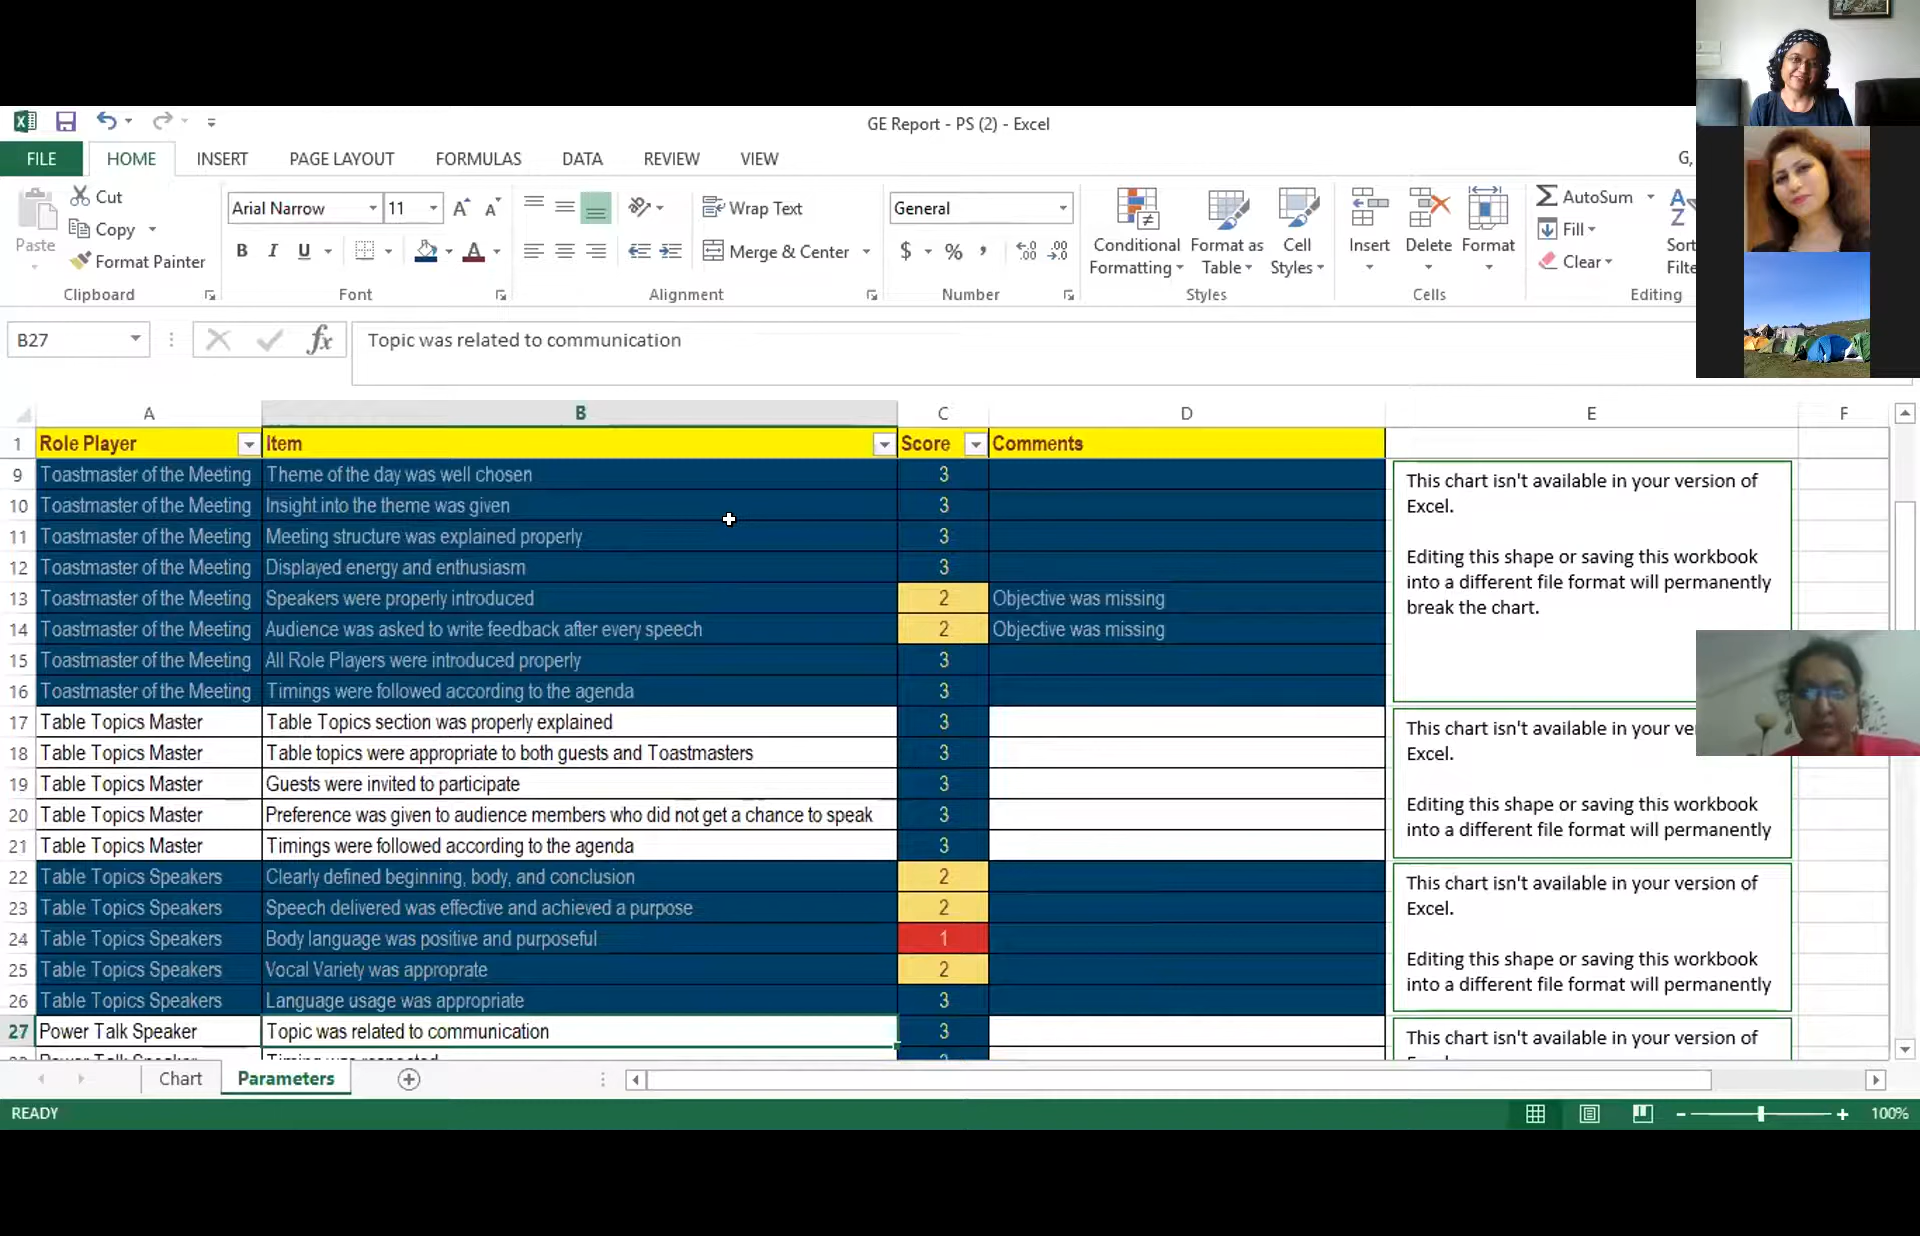 GE Report - PS (2) - Excel
FILE HOME INSERT PAGE LAYOUT FORMULAS DATA REVIEW VIEW G,
Paste Cut Copy Format Painter Clipboard
Arial Narrow 11 B I U A Font
Wrap Text Merge & Center Alignment
General $ % , Number
Conditional Formatting Format as Table Cell Styles Styles
Insert Delete Format Cells
AutoSum Fill Clear Sort Filte Editing
B27 fx Topic was related to communication
A B C D E F
1 Role Player Item Score Comments
9 Toastmaster of the Meeting Theme of the day was well chosen 3
10 Toastmaster of the Meeting Insight into the theme was given 3
11 Toastmaster of the Meeting Meeting structure was explained properly 3
12 Toastmaster of the Meeting Displayed energy and enthusiasm 3
13 Toastmaster of the Meeting Speakers were properly introduced 2 Objective was missing
14 Toastmaster of the Meeting Audience was asked to write feedback after every speech 2 Objective was missing
15 Toastmaster of the Meeting All Role Players were introduced properly 3
16 Toastmaster of the Meeting Timings were followed according to the agenda 3
17 Table Topics Master Table Topics section was properly explained 3
18 Table Topics Master Table topics were appropriate to both guests and Toastmasters 3
19 Table Topics Master Guests were invited to participate 3
20 Table Topics Master Preference was given to audience members who did not get a chance to speak 3
21 Table Topics Master Timings were followed according to the agenda 3
22 Table Topics Speakers Clearly defined beginning, body, and conclusion 2
23 Table Topics Speakers Speech delivered was effective and achieved a purpose 2
24 Table Topics Speakers Body language was positive and purposeful 1
25 Table Topics Speakers Vocal Variety was approprate 2
26 Table Topics Speakers Language usage was appropriate 3
27 Power Talk Speaker Topic was related to communication 3
This chart isn't available in your version of
Excel.
Editing this shape or saving this workbook
into a different file format will permanently
break the chart.
This chart isn't available in your ve
Excel.
Editing this shape or saving this workbook
into a different file format will permanently
This chart isn't available in your version of
Excel.
Editing this shape or saving this workbook
into a different file format will permanently
This chart isn't available in your version of
Chart Parameters
READY 100%